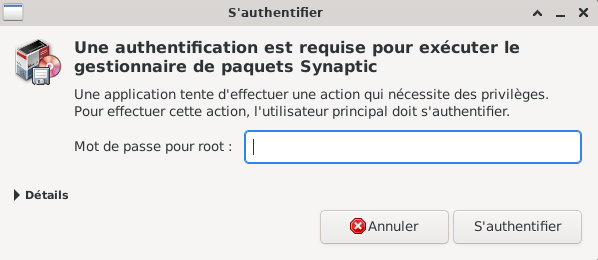 S'authentifier
Une authentification est requise pour exécuter le
gestionnaire de paquets Synaptic
Une application tente d'effectuer une action qui nécessite des privilèges.
Pour effectuer cette action, l'utilisateur principal doit s'authentifier.
Mot de passe pour root :
Détails
Annuler
S'authentifier